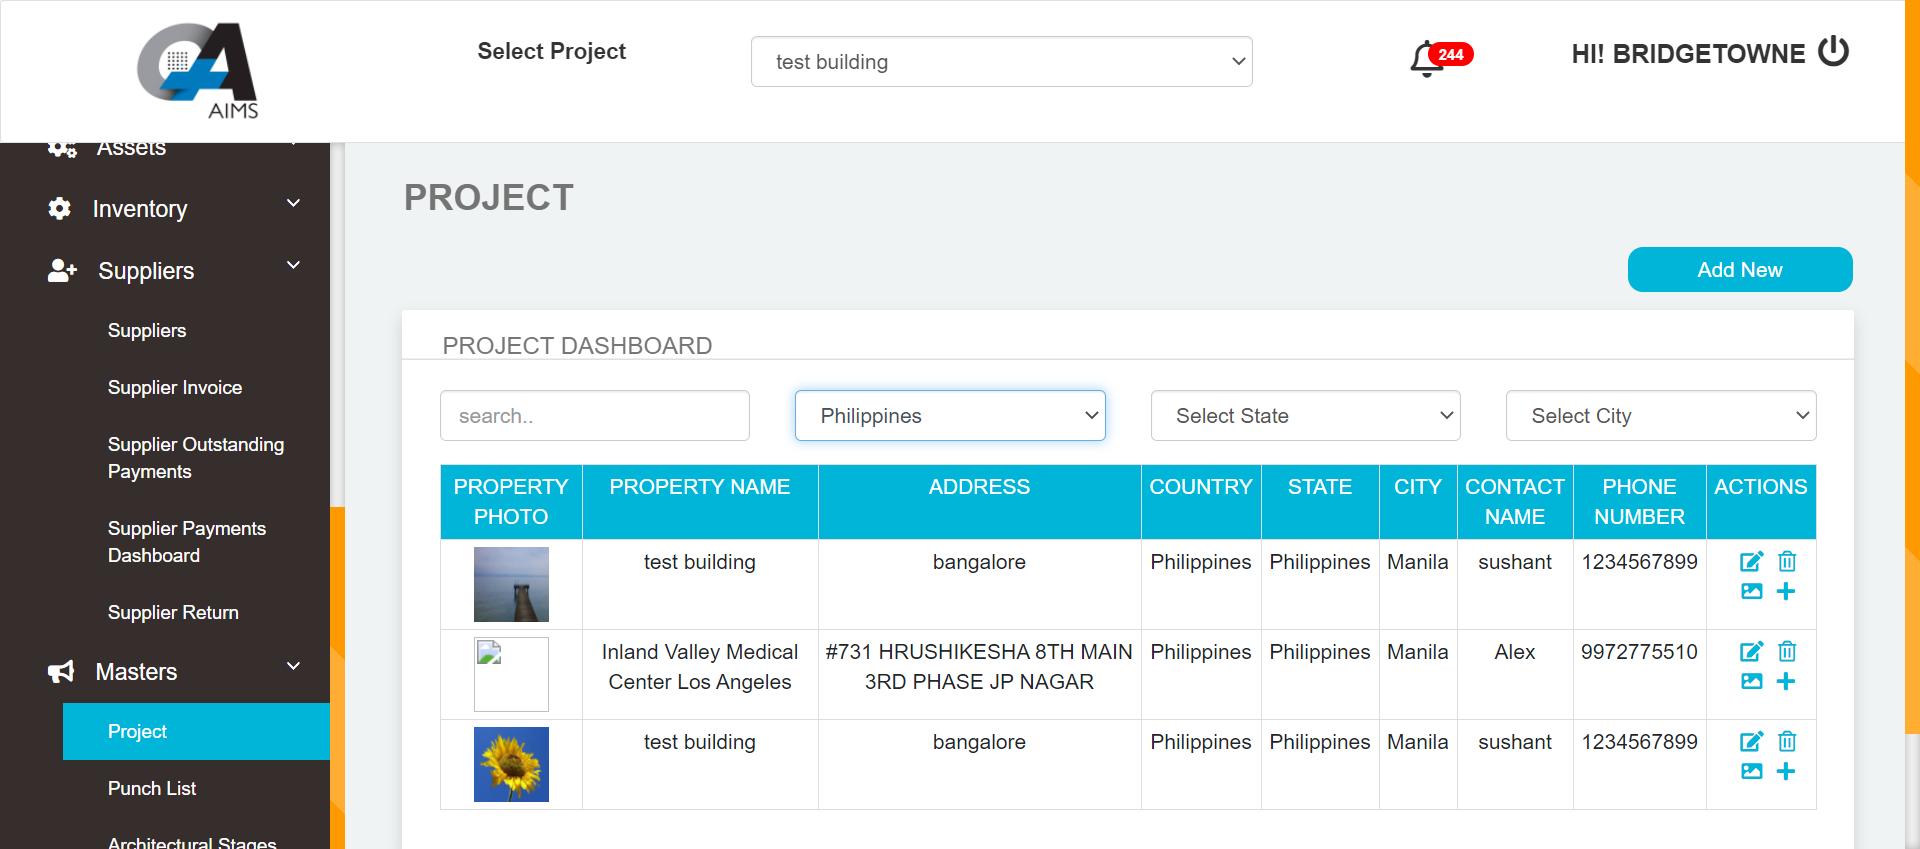 AIMS
Select Project
test building
244
HI! BRIDGETOWNE
Assets
Inventory
Suppliers
Suppliers
Supplier Invoice
Supplier Outstanding
Payments
Supplier Payments
Dashboard
Supplier Return
Masters
Project
Punch List
Architectural Stages
PROJECT
Add New
PROJECT DASHBOARD
search..
Philippines
Select State
Select City
PROPERTY PHOTO PROPERTY NAME ADDRESS COUNTRY STATE CITY CONTACT NAME PHONE NUMBER ACTIONS
test building bangalore Philippines Philippines Manila sushant 1234567899
Inland Valley Medical Center Los Angeles #731 HRUSHIKESHA 8TH MAIN 3RD PHASE JP NAGAR Philippines Philippines Manila Alex 9972775510
test building bangalore Philippines Philippines Manila sushant 1234567899